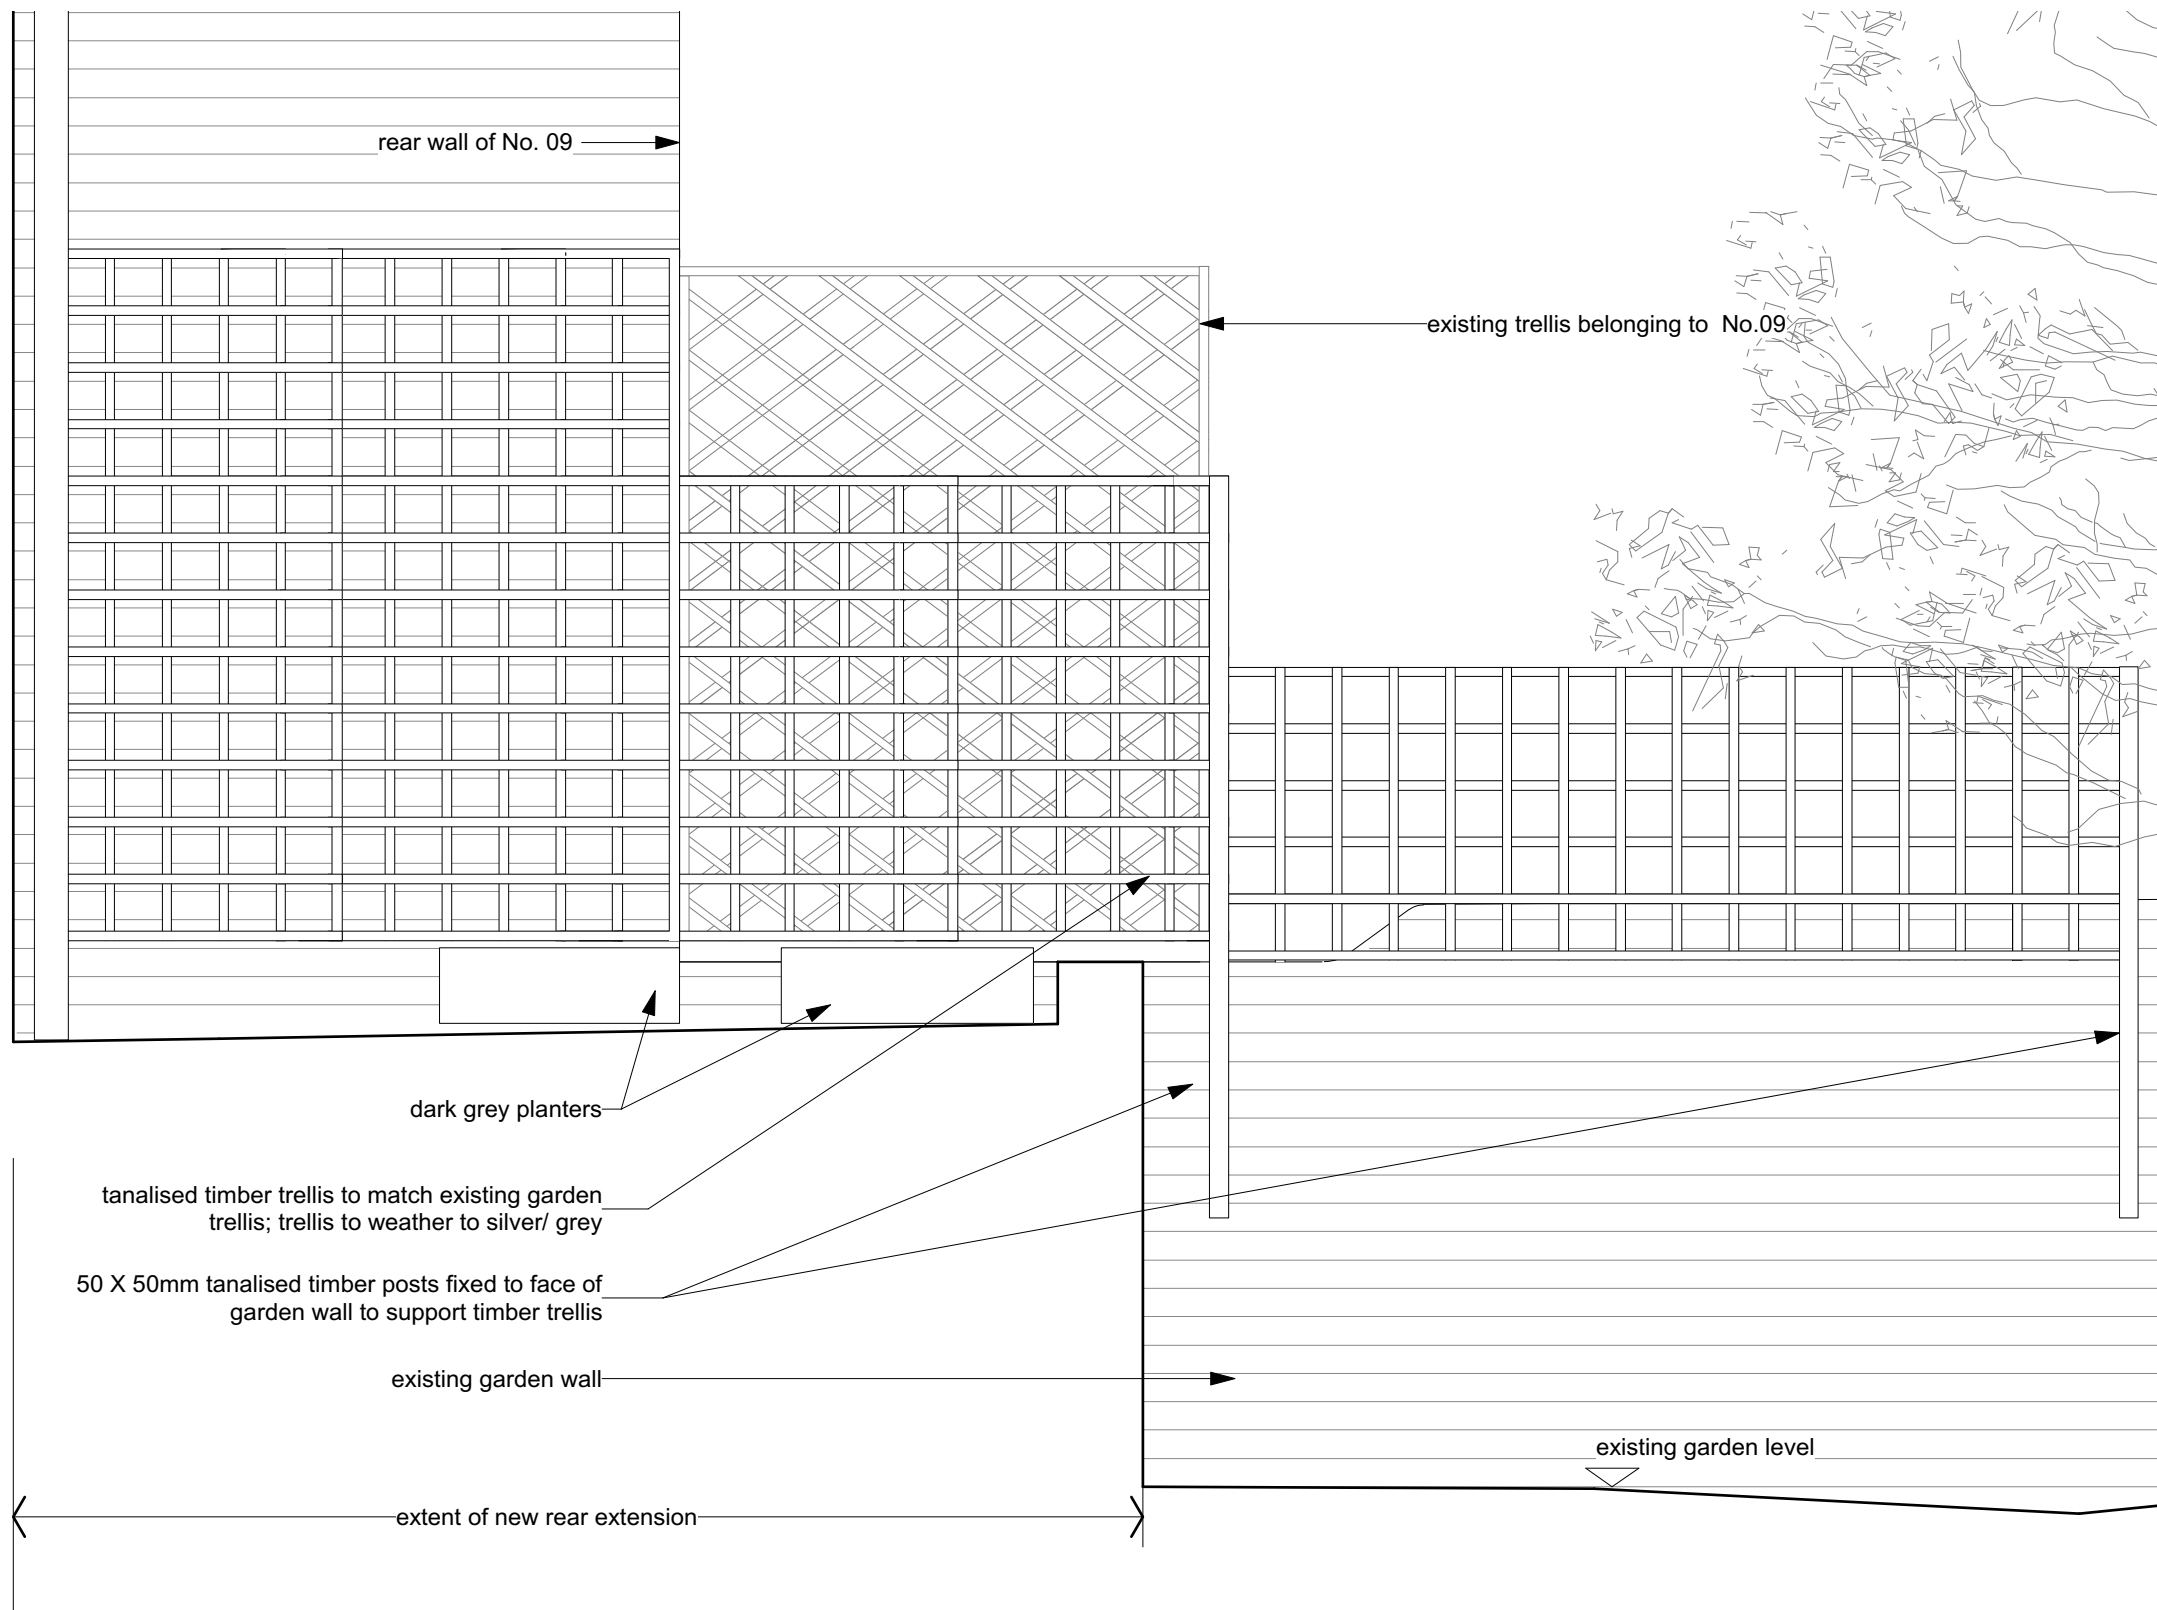 rear wall of No. 09
existing trellis belonging to No.09
dark grey planters
tanalised timber trellis to match existing garden
trellis; trellis to weather to silver/ grey
50 X 50mm tanalised timber posts fixed to face of
garden wall to support timber trellis
existing garden wall
existing garden level
extent of new rear extension